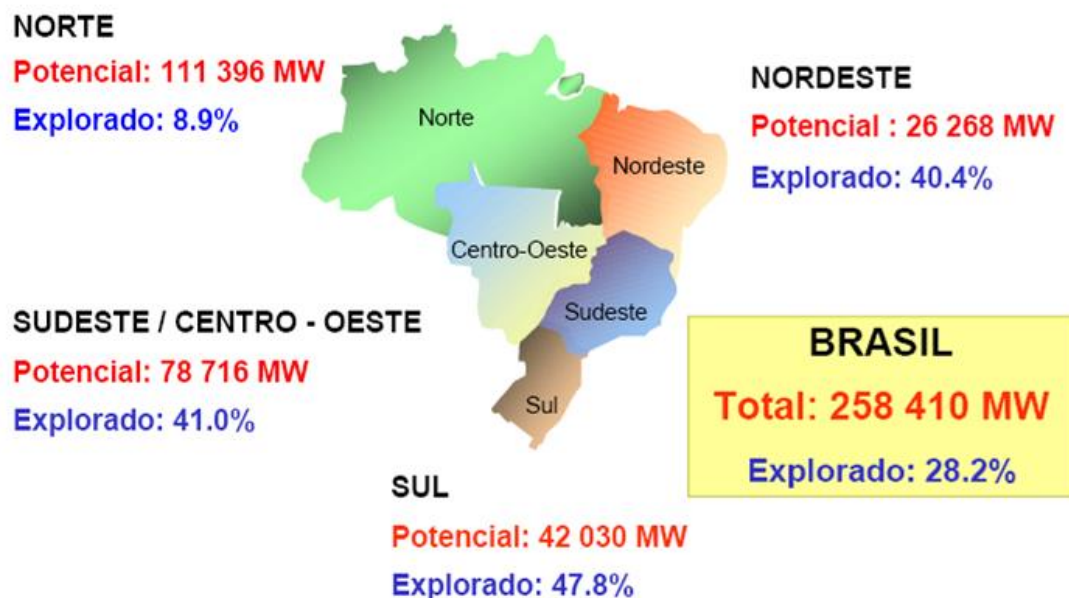 NORTE
Potencial: 111 396 MW
Explorado: 8.9%
NORDESTE
Potencial : 26 268 MW
Explorado: 40.4%
Norte
Nordeste
Centro-Oeste
Sudeste
Sul
SUDESTE / CENTRO - OESTE
Potencial: 78 716 MW
Explorado: 41.0%
BRASIL
Total: 258 410 MW
Explorado: 28.2%
SUL
Potencial: 42 030 MW
Explorado: 47.8%